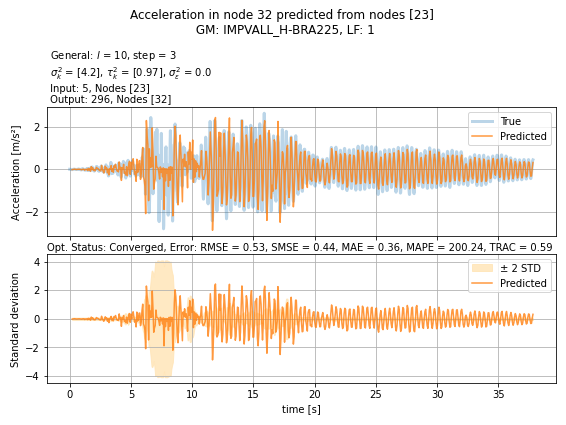 Acceleration in node 32 predicted from nodes [23]
GM: IMPVALL_H-BRA225, LF: 1
General: l = 10, step = 3
σ²ₖ = [4.2], τ²ₖ = [0.97], σ²ε = 0.0
Input: 5, Nodes [23]
Output: 296, Nodes [32]
Acceleration [m/s²]
2
0
−2
True
Predicted
Opt. Status: Converged, Error: RMSE = 0.53, SMSE = 0.44, MAE = 0.36, MAPE = 200.24, TRAC = 0.59
Standard deviation
4
2
0
−2
−4
± 2 STD
Predicted
0 5 10 15 20 25 30 35
time [s]